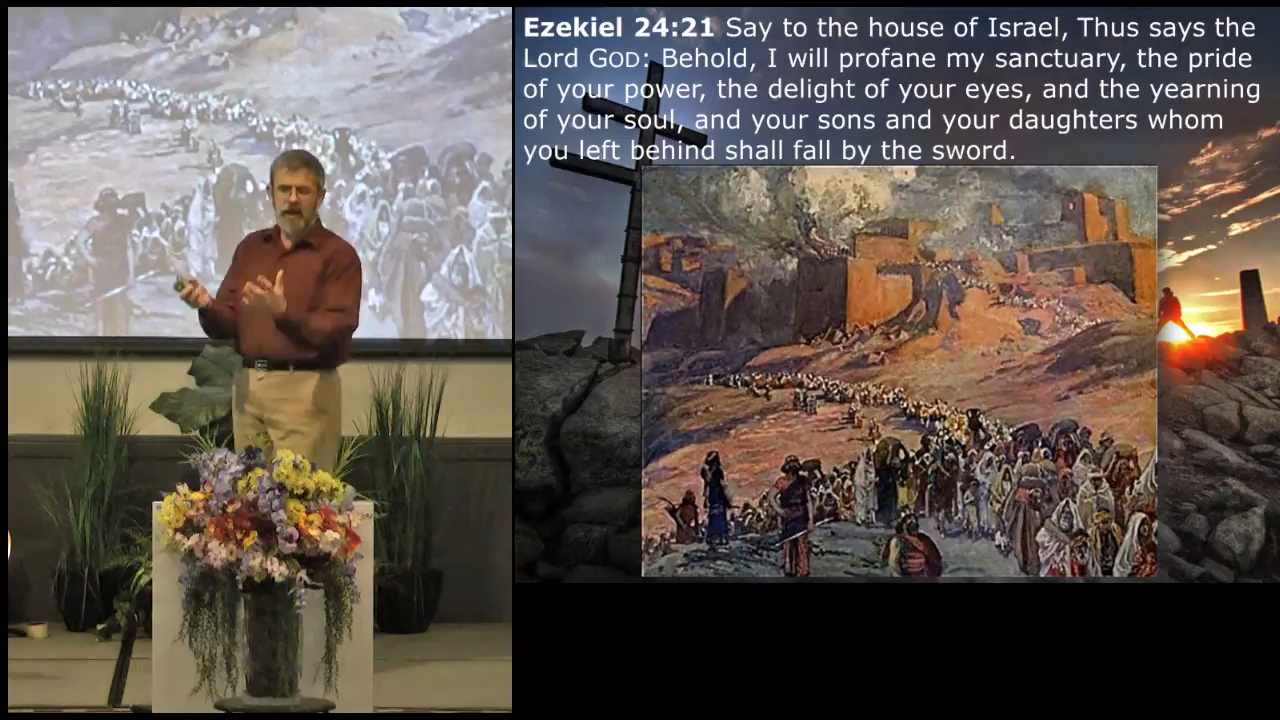 Ezekiel 24:21 Say to the house of Israel, Thus says the
Lord GOD: Behold, I will profane my sanctuary, the pride
of your power, the delight of your eyes, and the yearning
of your soul, and your sons and your daughters whom
you left behind shall fall by the sword.